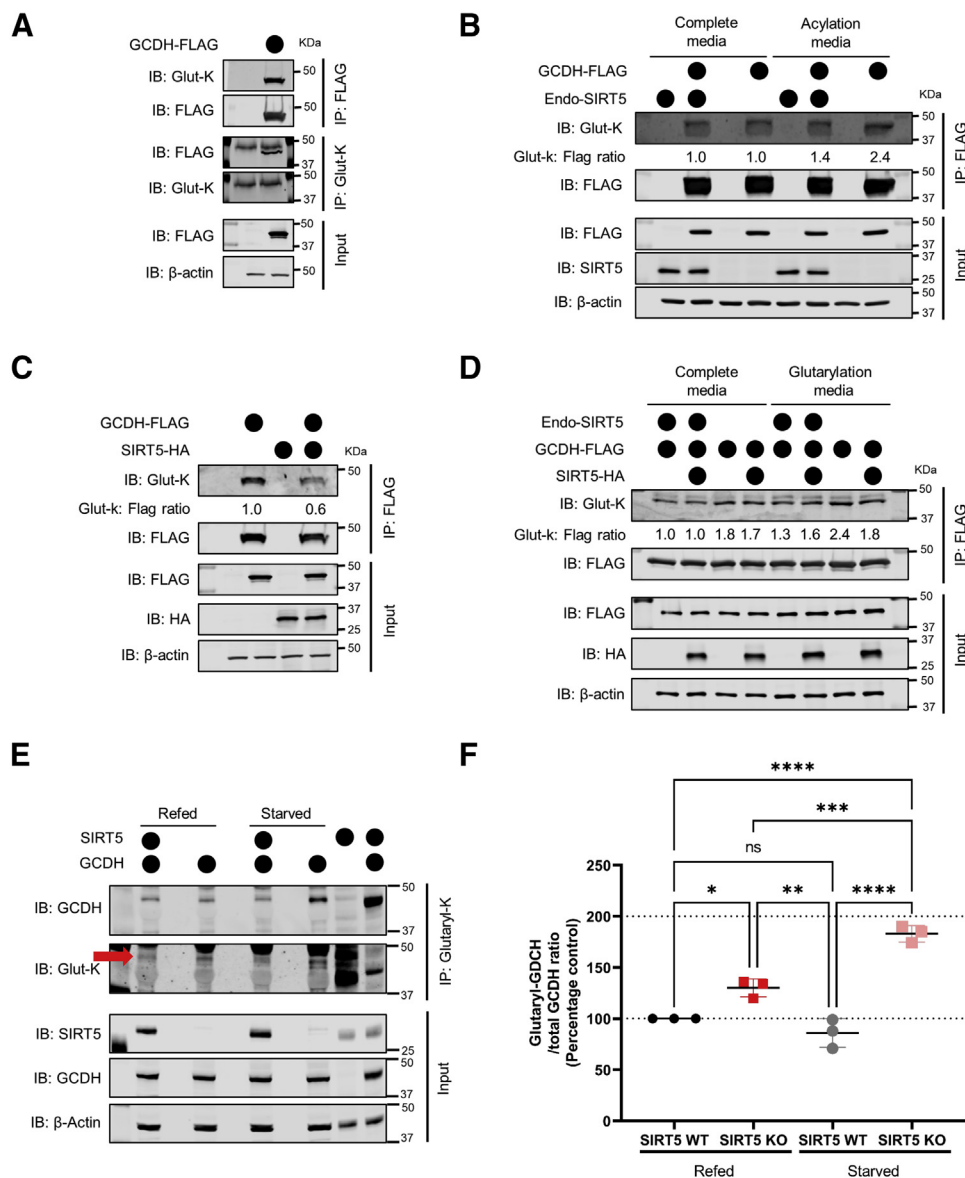 A
GCDH-FLAG
KDa
IB: Glut-K
50
IB: FLAG
50
IP: FLAG
IB: FLAG
50
37
IB: Glut-K
50
37
IP: Glut-K
IB: FLAG
50
37
IB: β-actin
50
Input
B
Complete media
Acylation media
GCDH-FLAG
Endo-SIRT5
KDa
IB: Glut-K
50
37
Glut-k: Flag ratio 1.0 1.0 1.4 2.4
IB: FLAG
50
37
IP: FLAG
IB: FLAG
50
37
IB: SIRT5
37
25
IB: β-actin
50
37
Input
C
GCDH-FLAG
SIRT5-HA
KDa
IB: Glut-K
50
Glut-k: Flag ratio 1.0 0.6
IB: FLAG
50
IP: FLAG
IB: FLAG
50
37
IB: HA
37
25
IB: β-actin
50
Input
D
Complete media
Glutarylation media
Endo-SIRT5
GCDH-FLAG
SIRT5-HA
KDa
IB: Glut-K
50
37
Glut-k: Flag ratio 1.0 1.0 1.8 1.7 1.3 1.6 2.4 1.8
IB: FLAG
50
IP: FLAG
IB: FLAG
50
37
IB: HA
37
25
IB: β-actin
50
37
Input
E
Refed
Starved
SIRT5
GCDH
IB: GCDH
50
37
IB: Glut-K
50
37
IP: Glutaryl-K
IB: SIRT5
25
IB: GCDH
50
37
IB: β-Actin
50
37
Input
F
****
***
ns
* ** ****
Glutaryl-GDCH
/total GCDH ratio
(Percentage control)
250
200
150
100
50
0
SIRT5 WT SIRT5 KO SIRT5 WT SIRT5 KO
Refed Starved